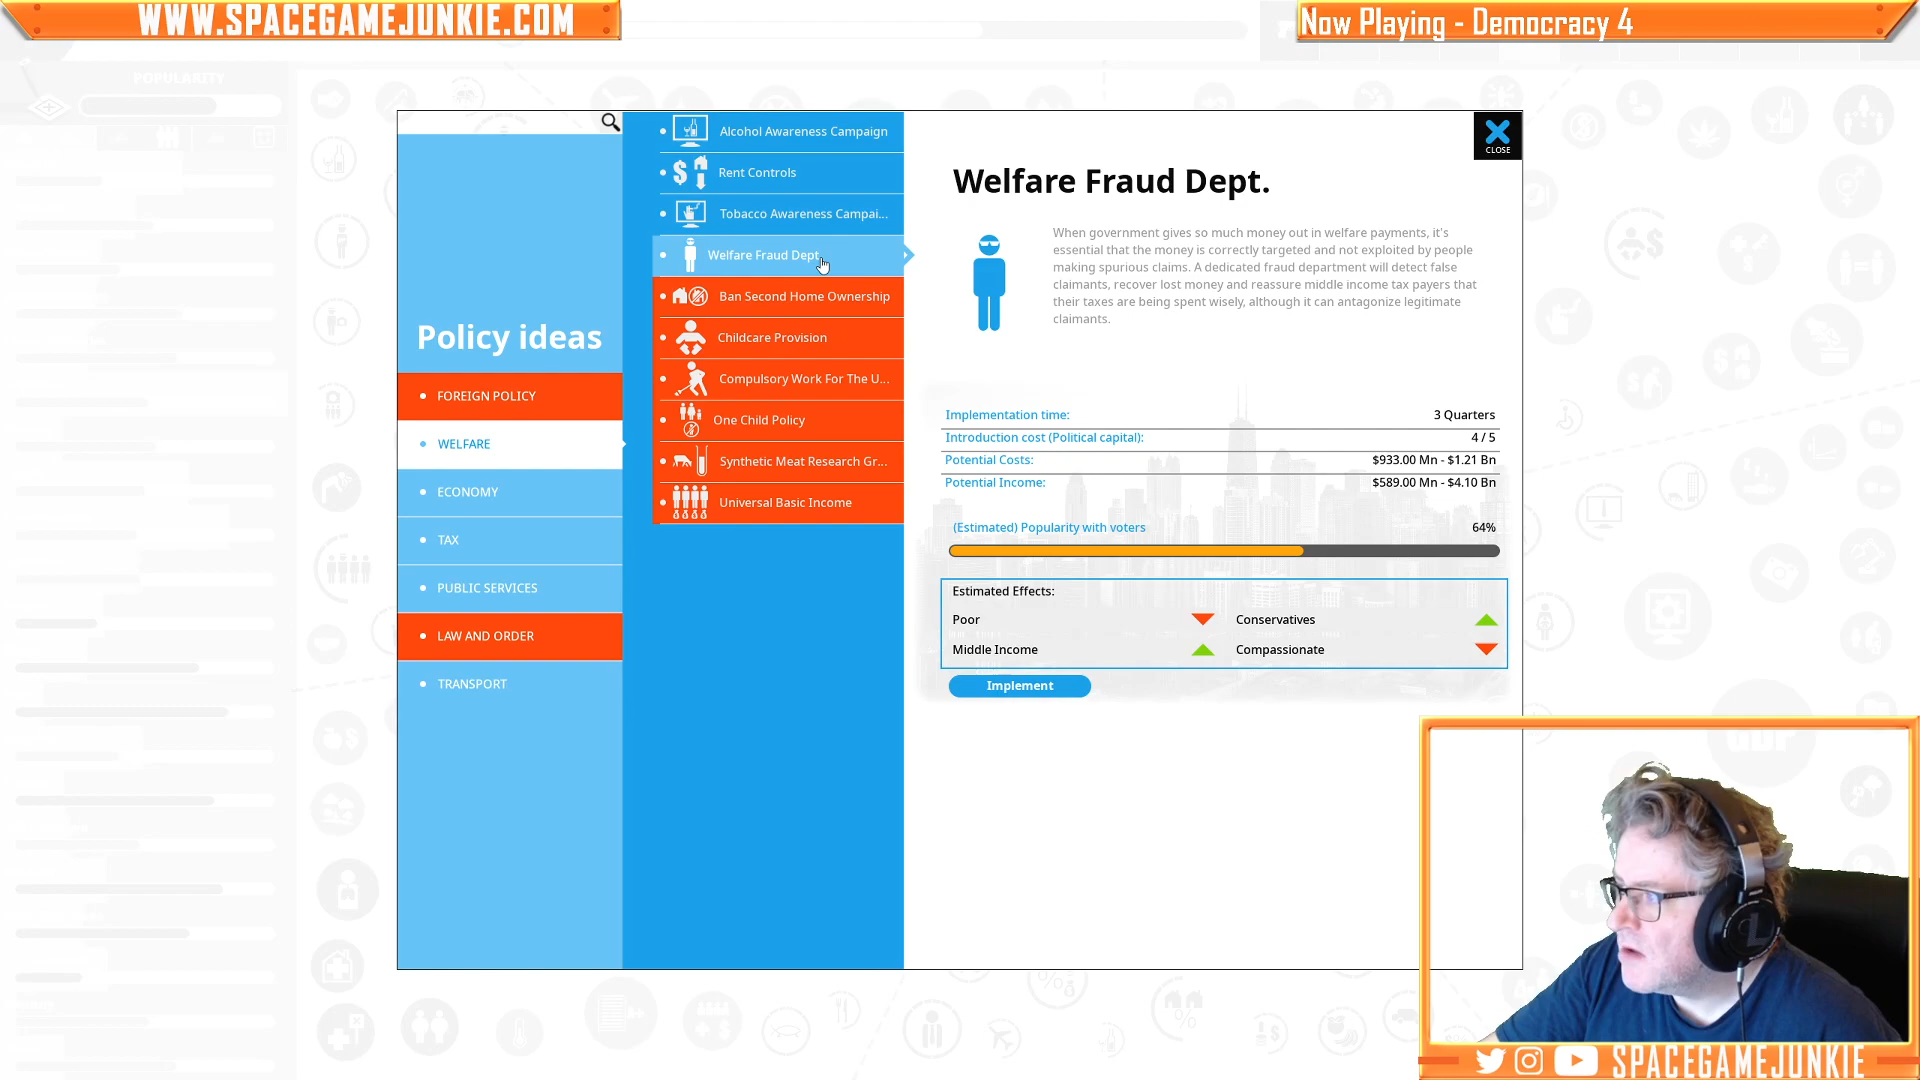 WWW.SPACEGAMEJUNKIE.COM
Now Playing - Democracy 4
POPULARITY
CLOSE
Policy ideas
FOREIGN POLICY
WELFARE
ECONOMY
TAX
PUBLIC SERVICES
LAW AND ORDER
TRANSPORT
Alcohol Awareness Campaign
Rent Controls
Tobacco Awareness Campai...
Welfare Fraud Dept.
Ban Second Home Ownership
Childcare Provision
Compulsory Work For The U...
One Child Policy
Synthetic Meat Research Gr...
Universal Basic Income
Welfare Fraud Dept.
When government gives so much money out in welfare payments, it's
essential that the money is correctly targeted and not exploited by people
making spurious claims. A dedicated fraud department will detect false
claimants, recover lost money and reassure middle income tax payers that
their taxes are being spent wisely, although it can antagonize legitimate
claimants.
Implementation time: 3 Quarters
Introduction cost (Political capital): 4 / 5
Potential Costs: $933.00 Mn - $1.21 Bn
Potential Income: $589.00 Mn - $4.10 Bn
(Estimated) Popularity with voters 64%
Estimated Effects:
Poor Conservatives
Middle Income Compassionate
Implement
SPACEGAMEJUNKIE